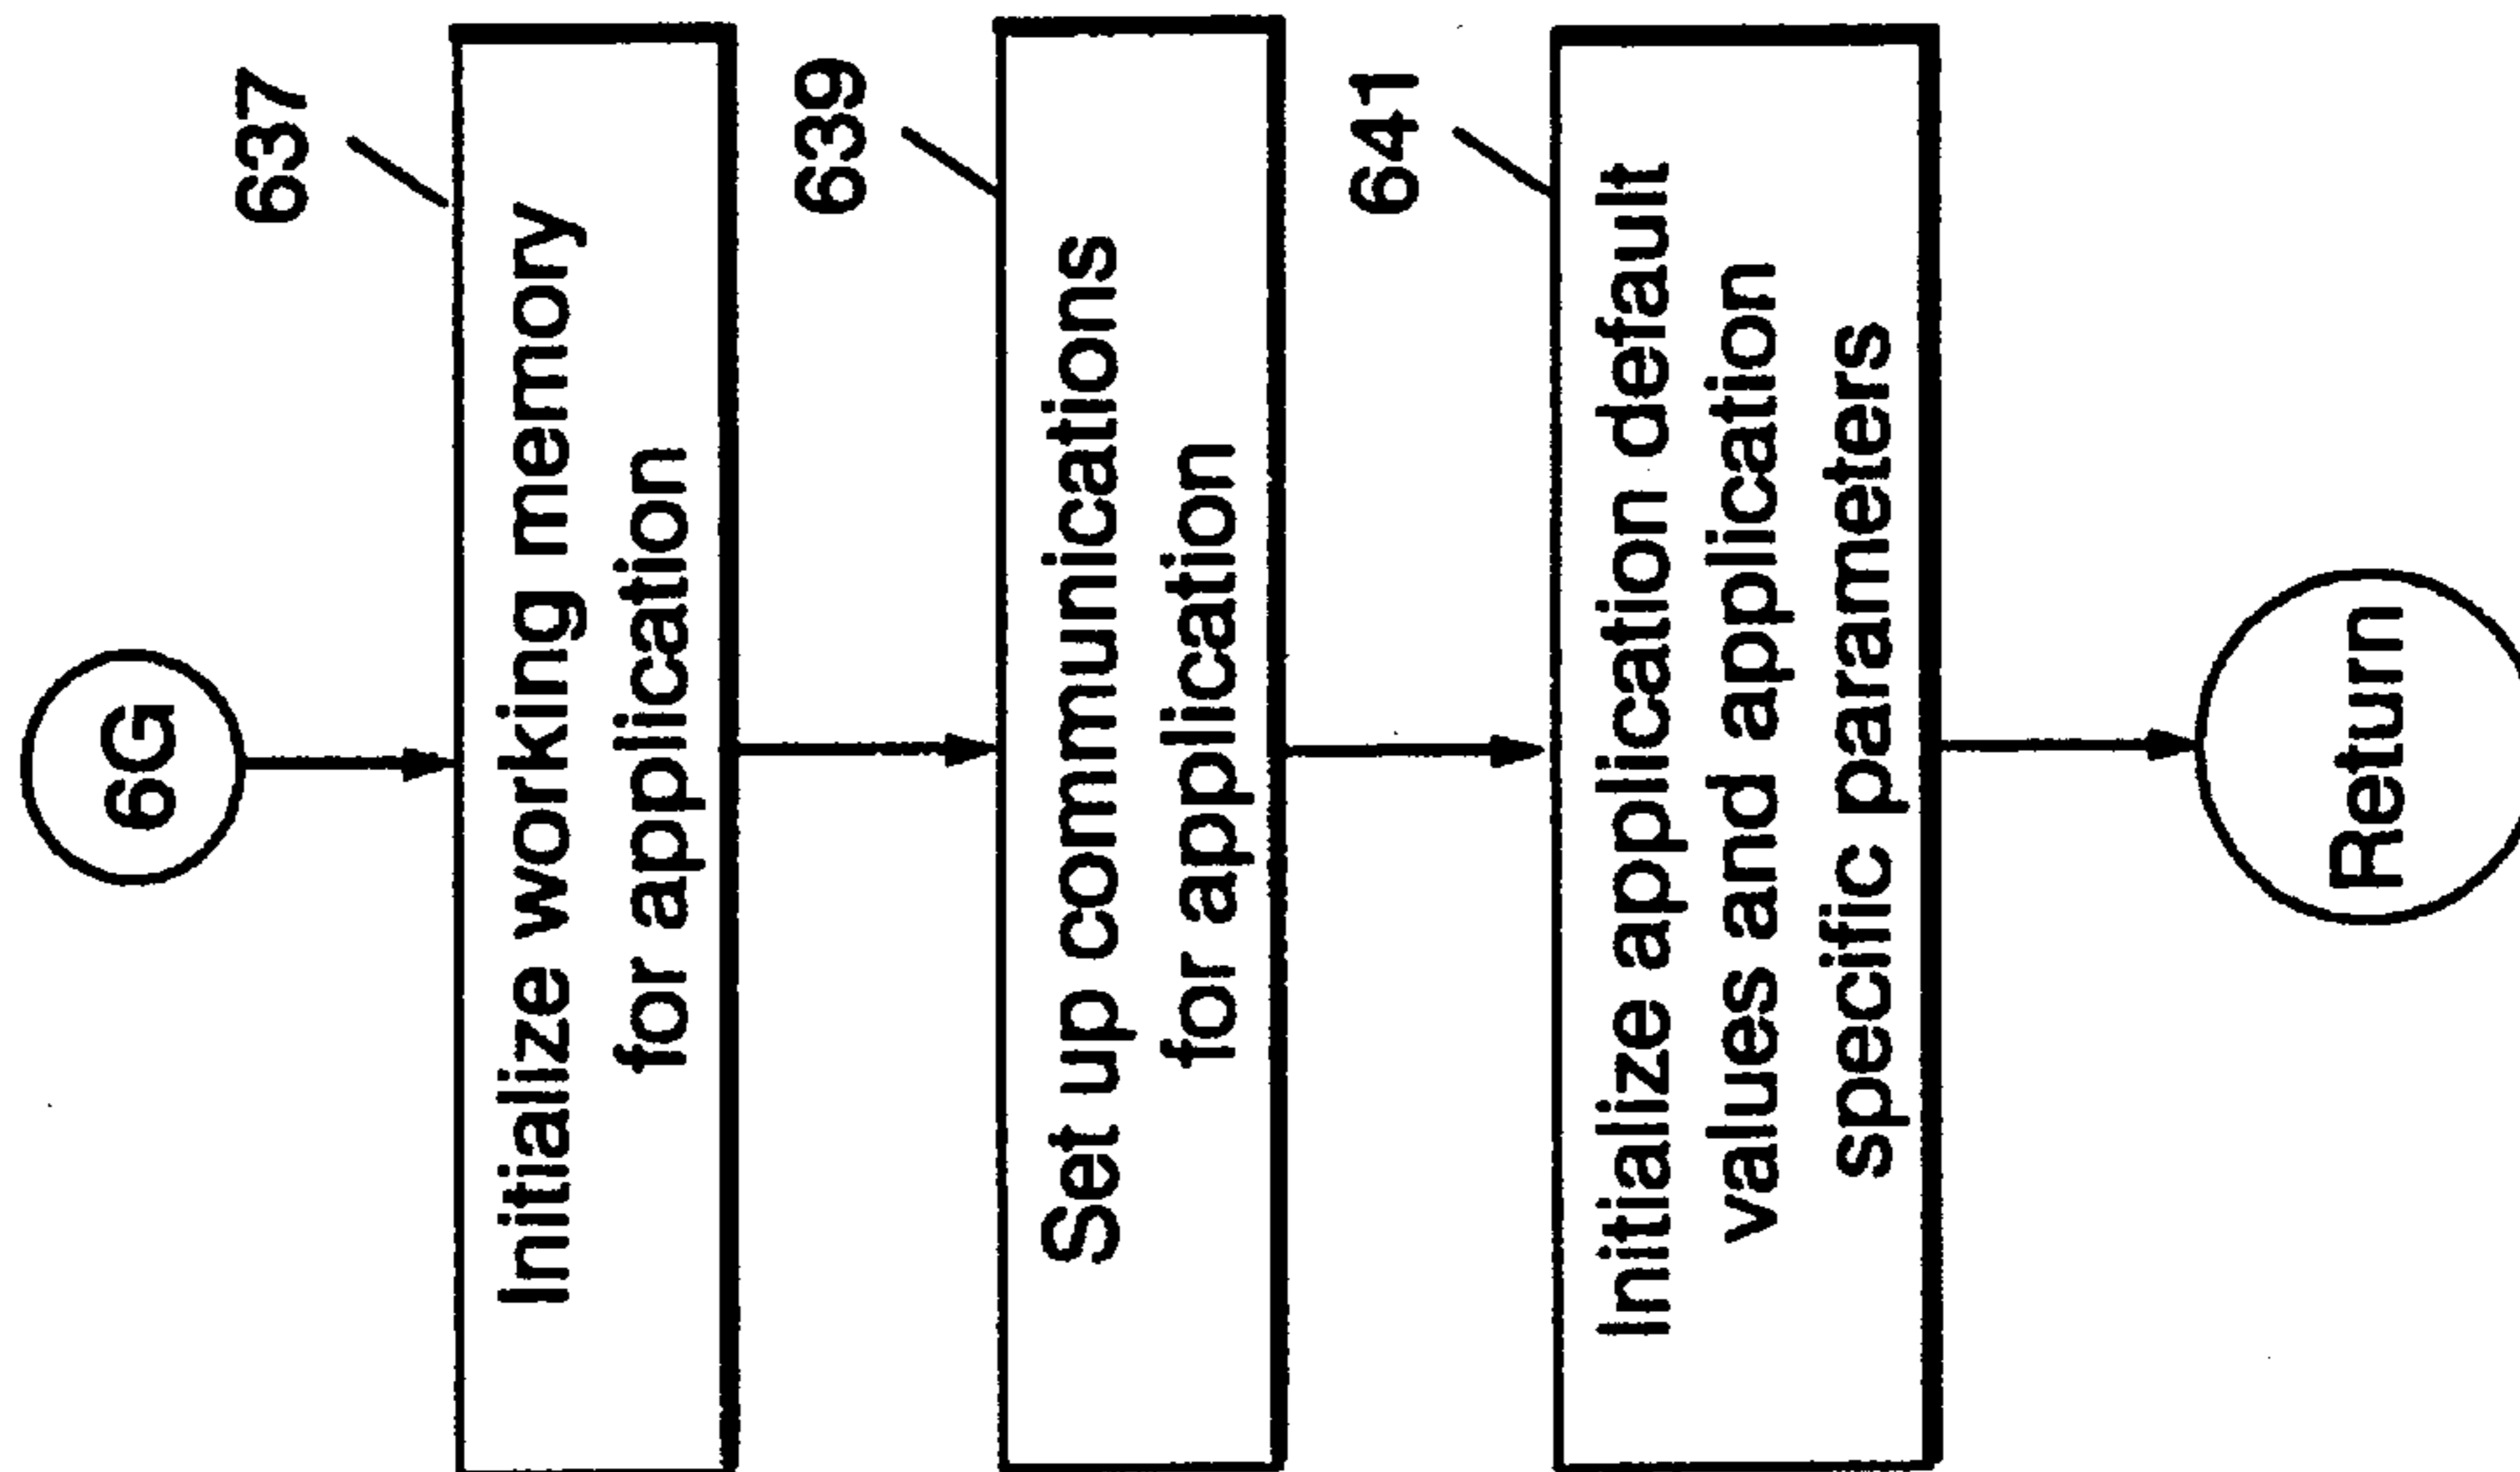 6G
637
Initialize working memory
for application
639
Set up communications
for application
641
Initialize application default
values and application
specific parameters
Return